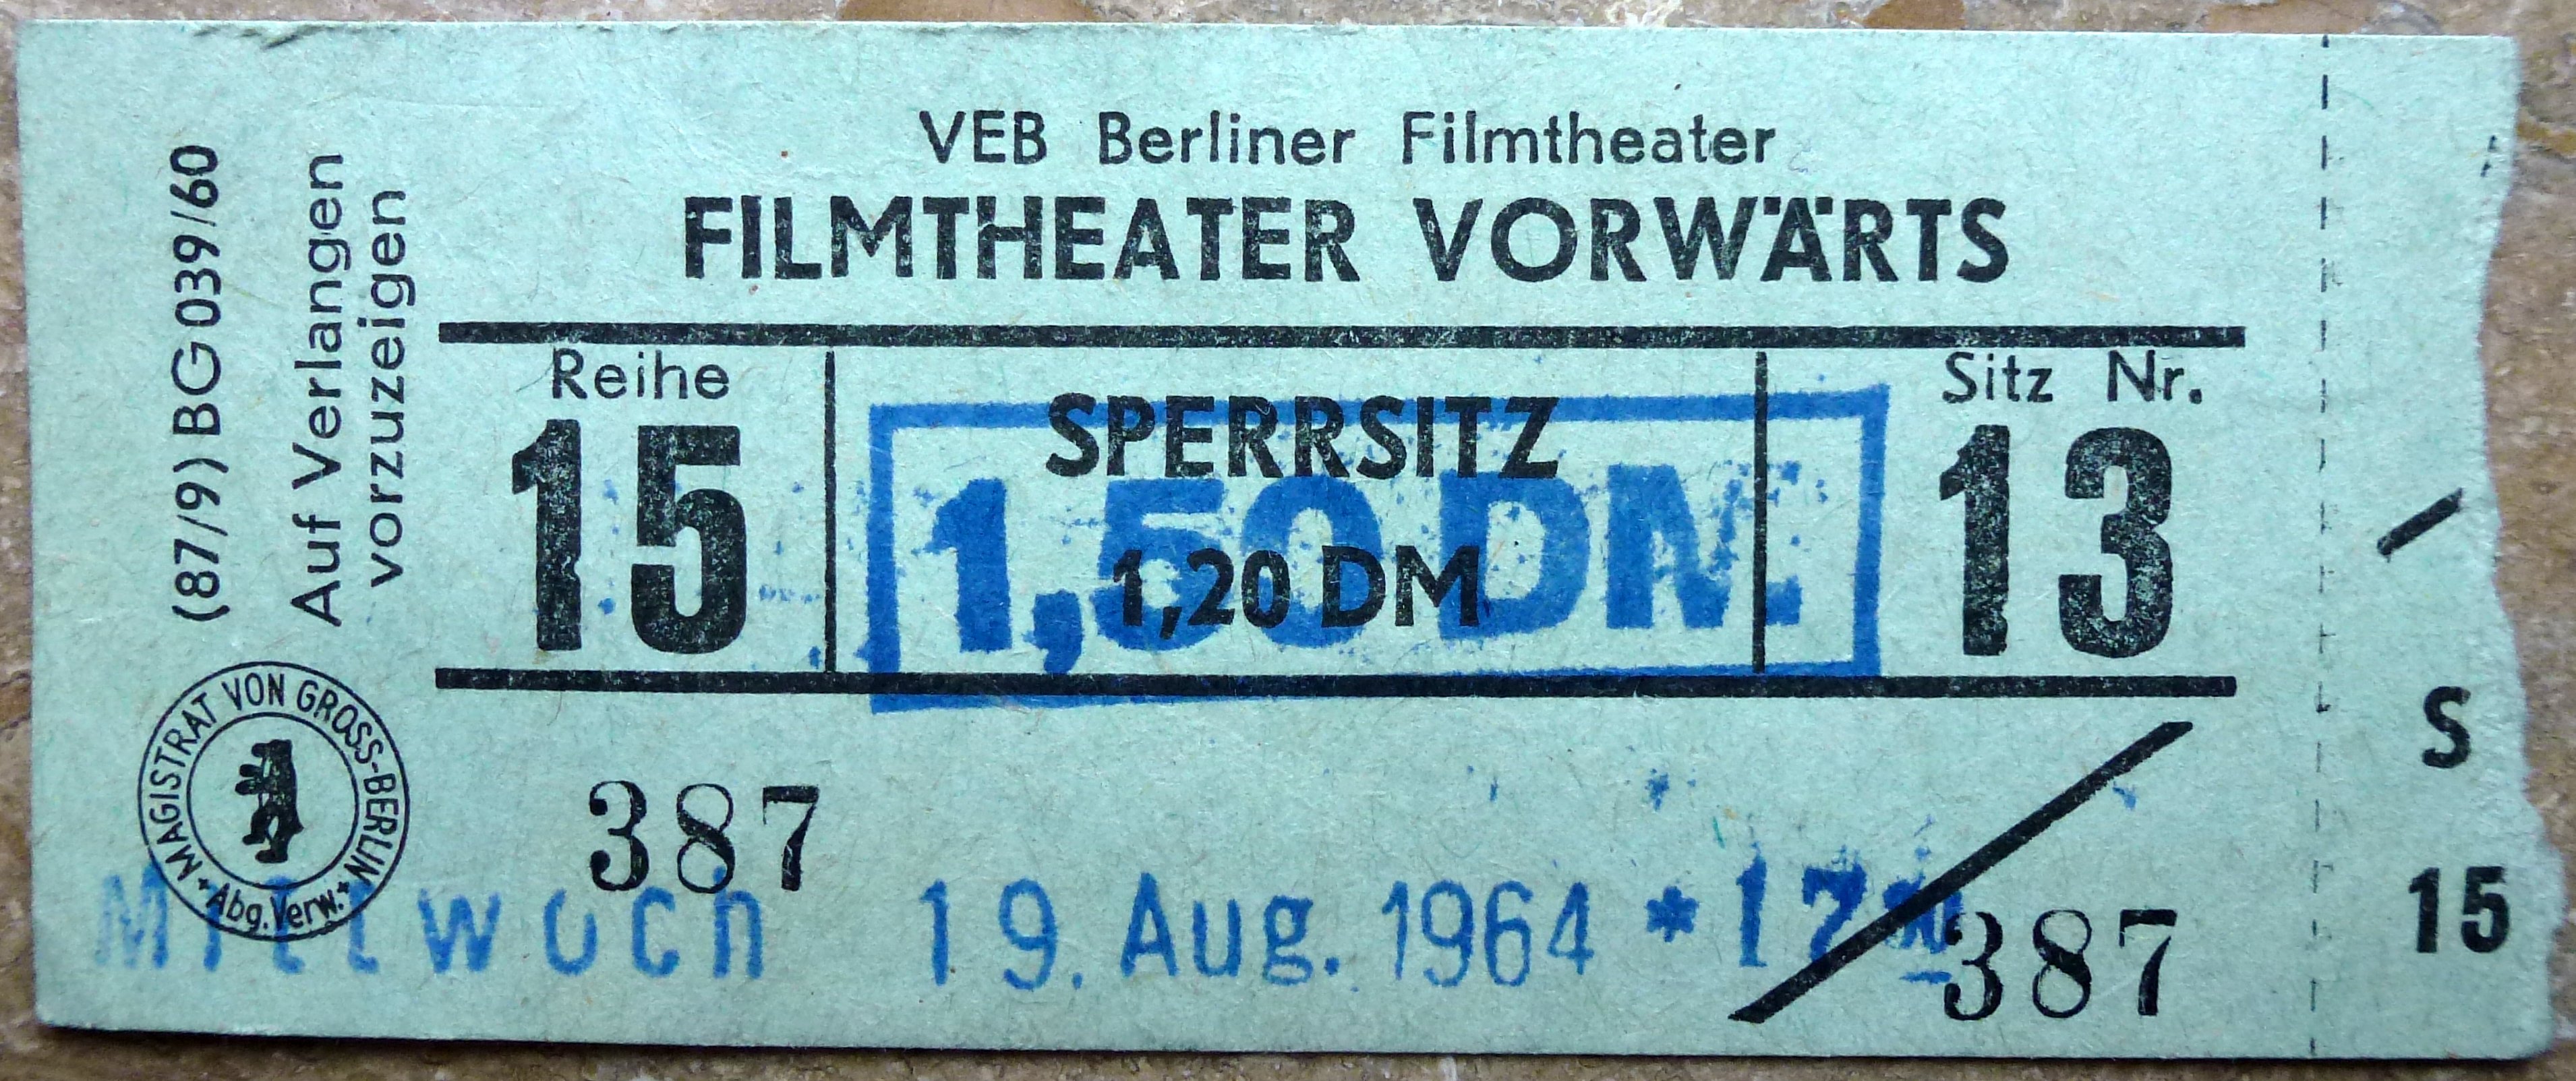 (87/9) BG 039/60
Auf Verlangen
vorzuzeigen
VEB Berliner Filmtheater
FILMTHEATER VORWÄRTS
Reihe
15
SPERRSITZ
1,50 DM
1,20 DM
Sitz Nr.
13
MAGISTRAT VON GROSS-BERLIN
Abg. Verw.
387
Mittwoch 19. Aug. 1964 * 17
387
S
15